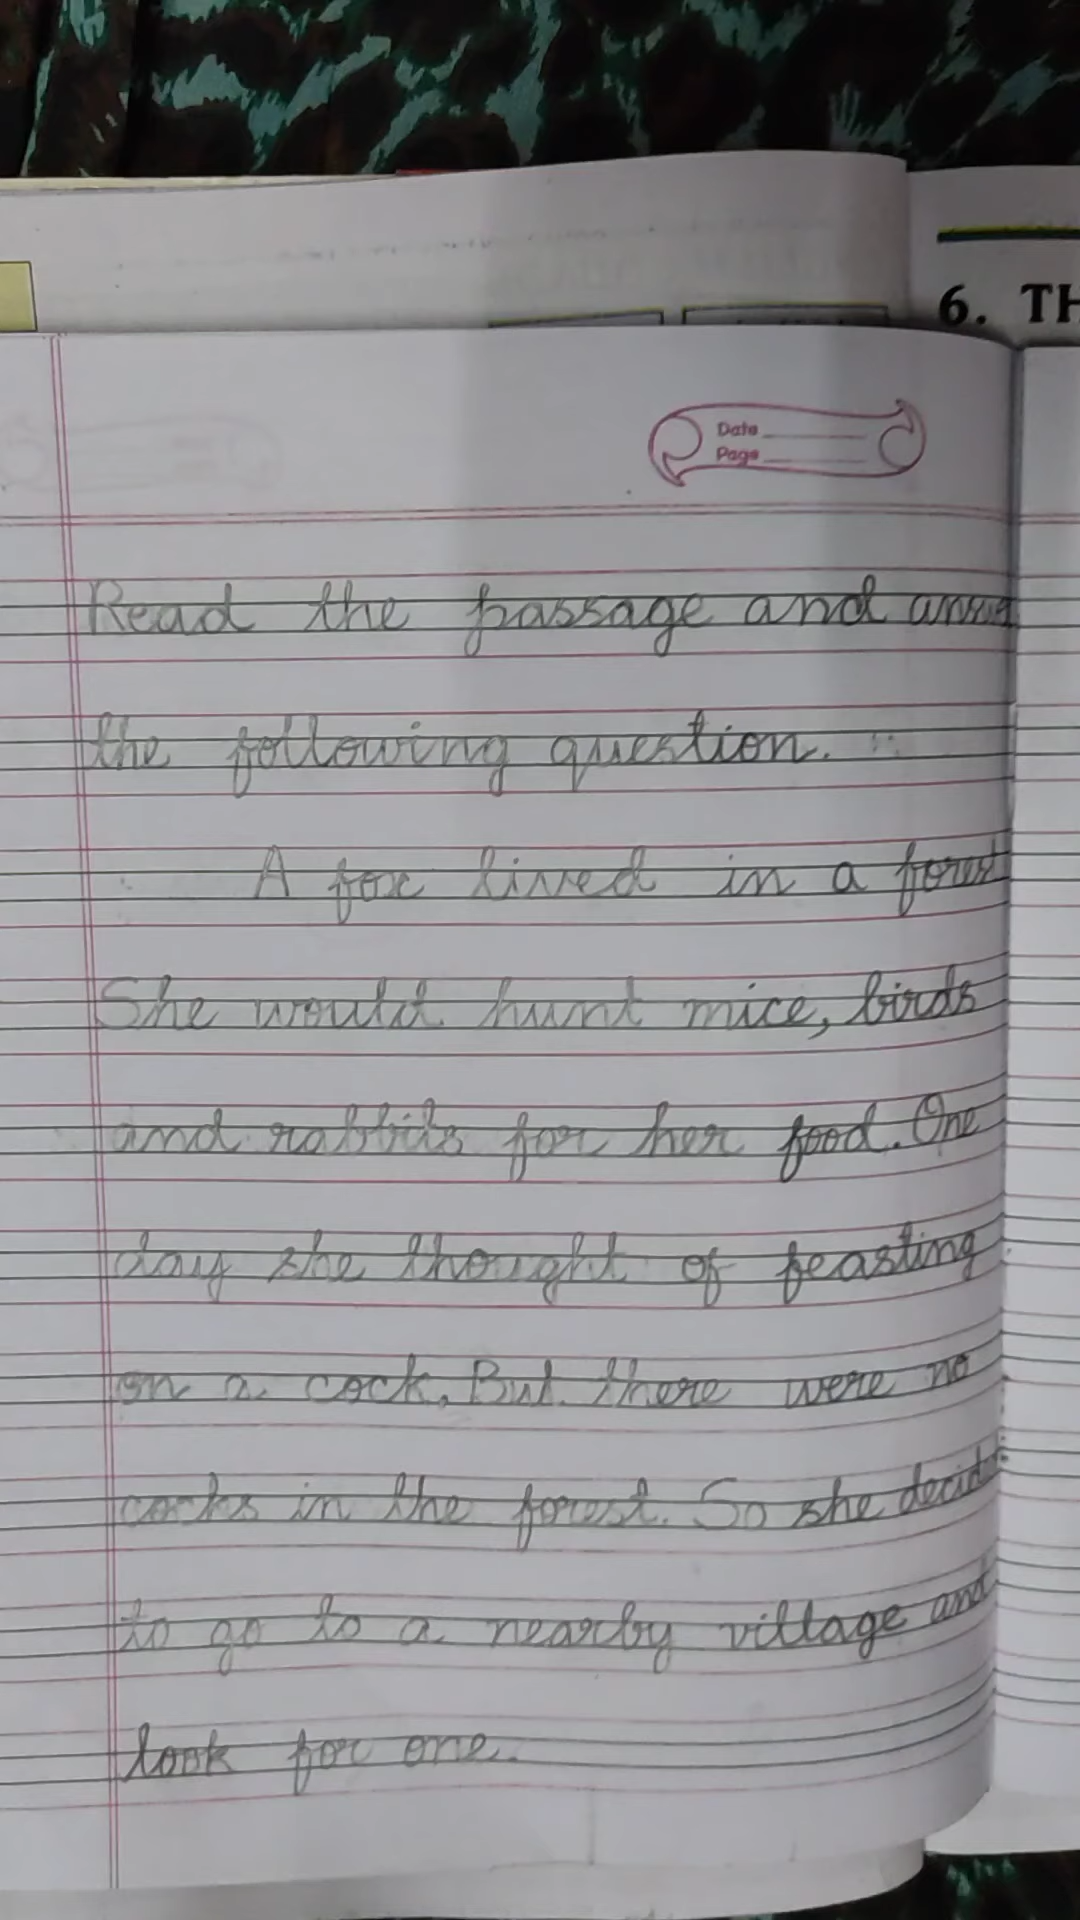 6. TH
Date
Page
Read the passage and answe
the following question.
A fox lived in a forest
She would hunt mice, birds
and rabbits for her food. One
day she thought of feasting
on a cock. But there were no
cocks in the forest. So she decided
to go to a nearby village and
look for one.